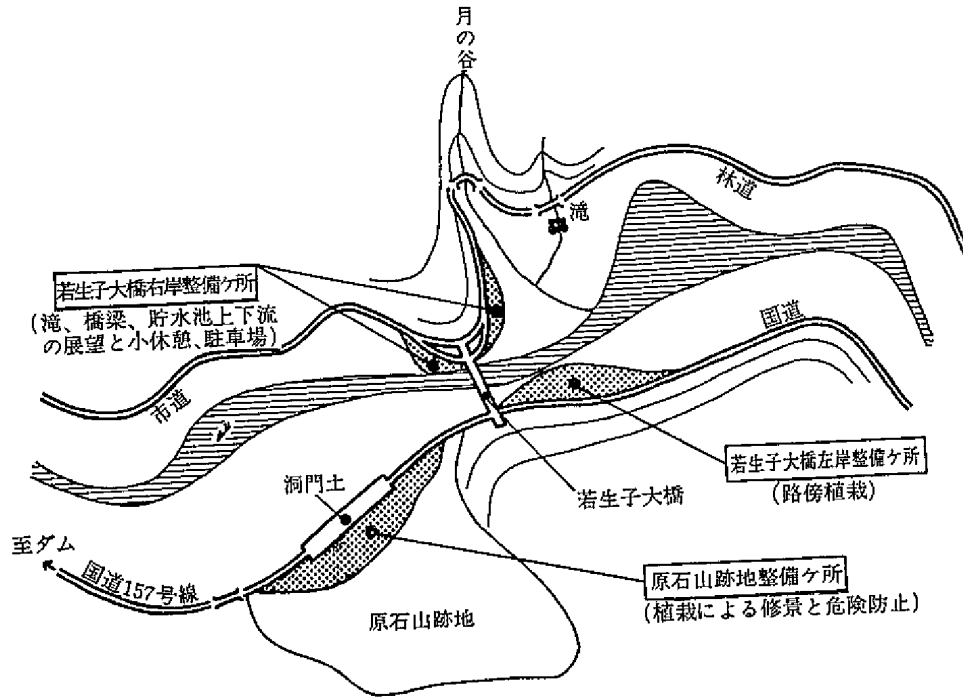 月の谷
林道
滝
若生子大橋右岸整備ケ所
(滝、橋梁、貯水池上下流
の展望と小休憩、駐車場)
国道
市道
若生子大橋左岸整備ケ所
(路傍植栽)
洞門土
若生子大橋
至ダム
国道157号線
原石山跡地整備ケ所
(植栽による修景と危険防止)
原石山跡地